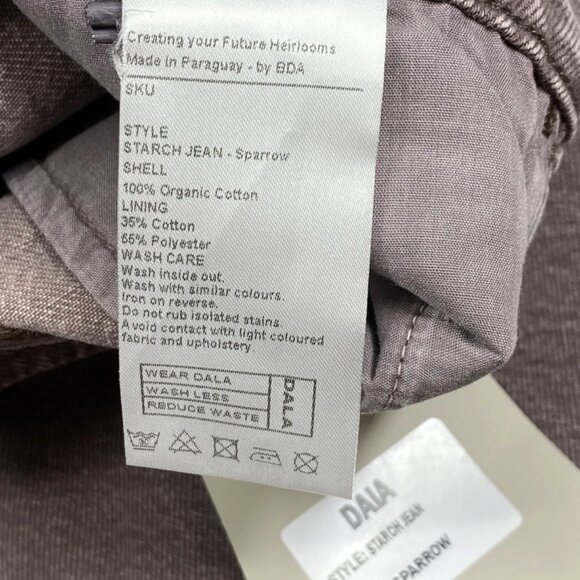 Creating your Future Heirlooms
Made in Paraguay - by BDA
SKU
STYLE
STARCH JEAN - Sparrow
SHELL
100% Organic Cotton
LINING
35% Cotton
65% Polyester
WASH CARE
Wash inside out.
Wash with similar colours.
Iron on reverse.
Do not rub isolated stains.
Avoid contact with light coloured
fabric and upholstery.
WEAR DALA
WASH LESS
REDUCE WASTE
DALA
DALA
STYLE: STARCH JEAN
SPARROW